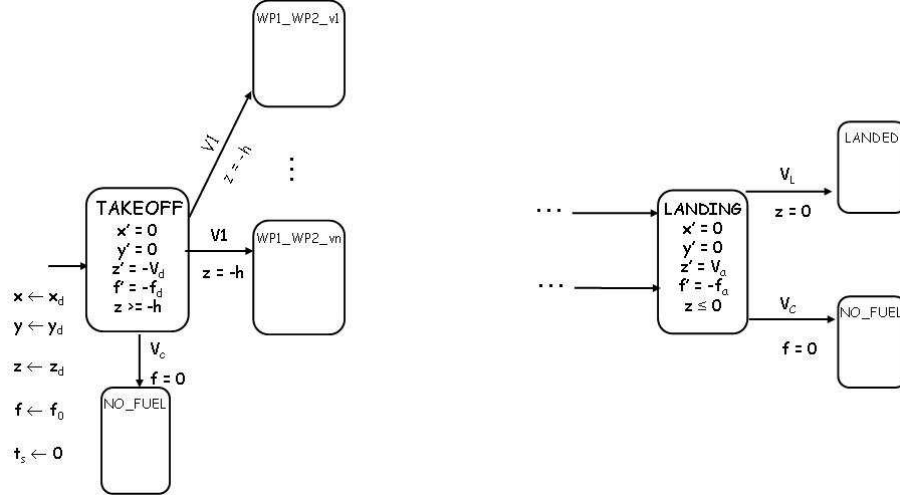 WP1_WP2_v1
V1
z = -h
⋮
TAKEOFF
x' = 0
y' = 0
z' = -V_d
f' = -f_d
z >= -h
V1
z = -h
WP1_WP2_vn
x ← x_d
y ← y_d
z ← z_d
f ← f_0
t_s ← 0
V_c
f = 0
NO_FUEL
...
...
LANDING
x' = 0
y' = 0
z' = V_a
f' = -f_a
z ≤ 0
V_L
z = 0
LANDED
V_C
f = 0
NO_FUEL